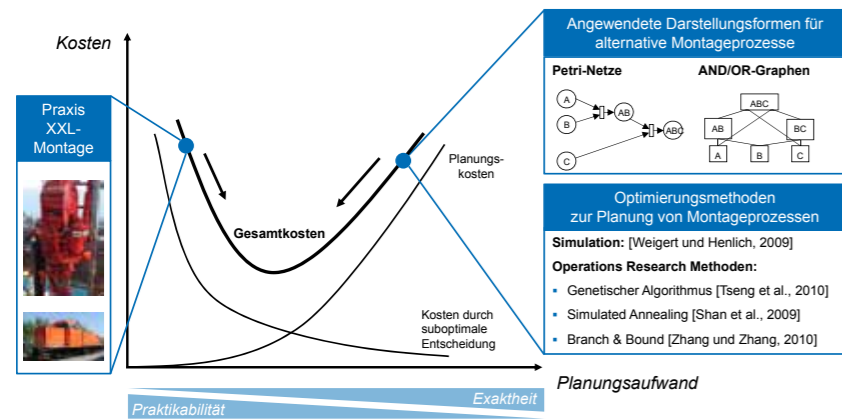 Kosten
Praxis
XXL-
Montage
Gesamtkosten
Planungs-
kosten
Kosten durch
suboptimale
Entscheidung
Planungsaufwand
Exaktheit
Praktikabilität
Angewendete Darstellungsformen für
alternative Montageprozesse
Petri-Netze
AND/OR-Graphen
A
B
C
AB
ABC
ABC
AB
BC
A
B
C
Optimierungsmethoden
zur Planung von Montageprozessen
Simulation: [Weigert und Henlich, 2009]
Operations Research Methoden:
▪ Genetischer Algorithmus [Tseng et al., 2010]
▪ Simulated Annealing [Shan et al., 2009]
▪ Branch & Bound [Zhang und Zhang, 2010]